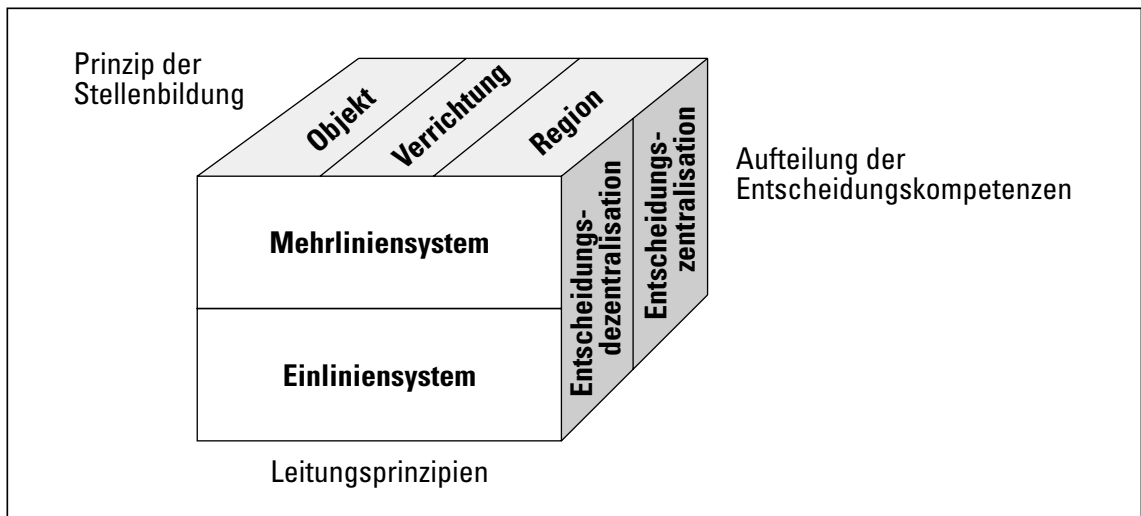 Prinzip der
Stellenbildung
Objekt
Verrichtung
Region
Mehrliniensystem
Einliniensystem
Entscheidungs-
dezentralisation
Entscheidungs-
zentralisation
Aufteilung der
Entscheidungskompetenzen
Leitungsprinzipien